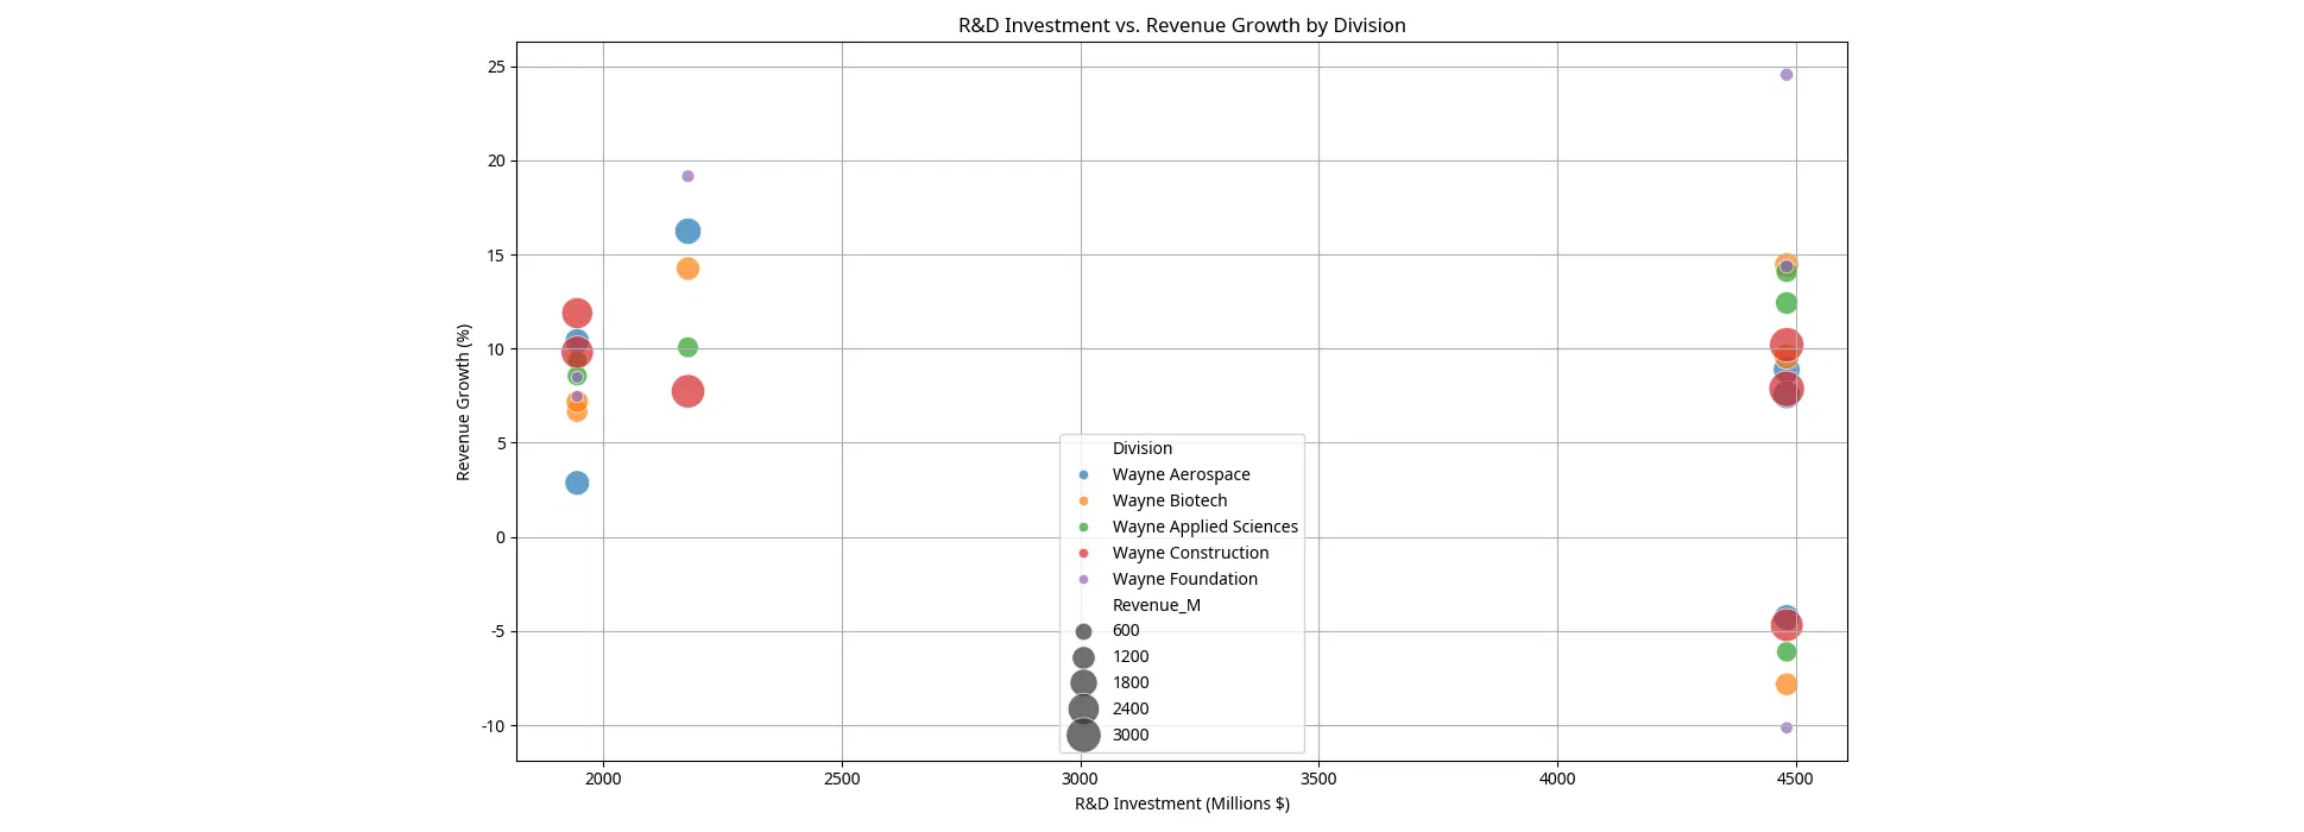 R&D Investment vs. Revenue Growth by Division
Revenue Growth (%)
25
20
15
10
5
0
-5
-10
Division
Wayne Aerospace
Wayne Biotech
Wayne Applied Sciences
Wayne Construction
Wayne Foundation
Revenue_M
600
1200
1800
2400
3000
2000 2500 3000 3500 4000 4500
R&D Investment (Millions $)